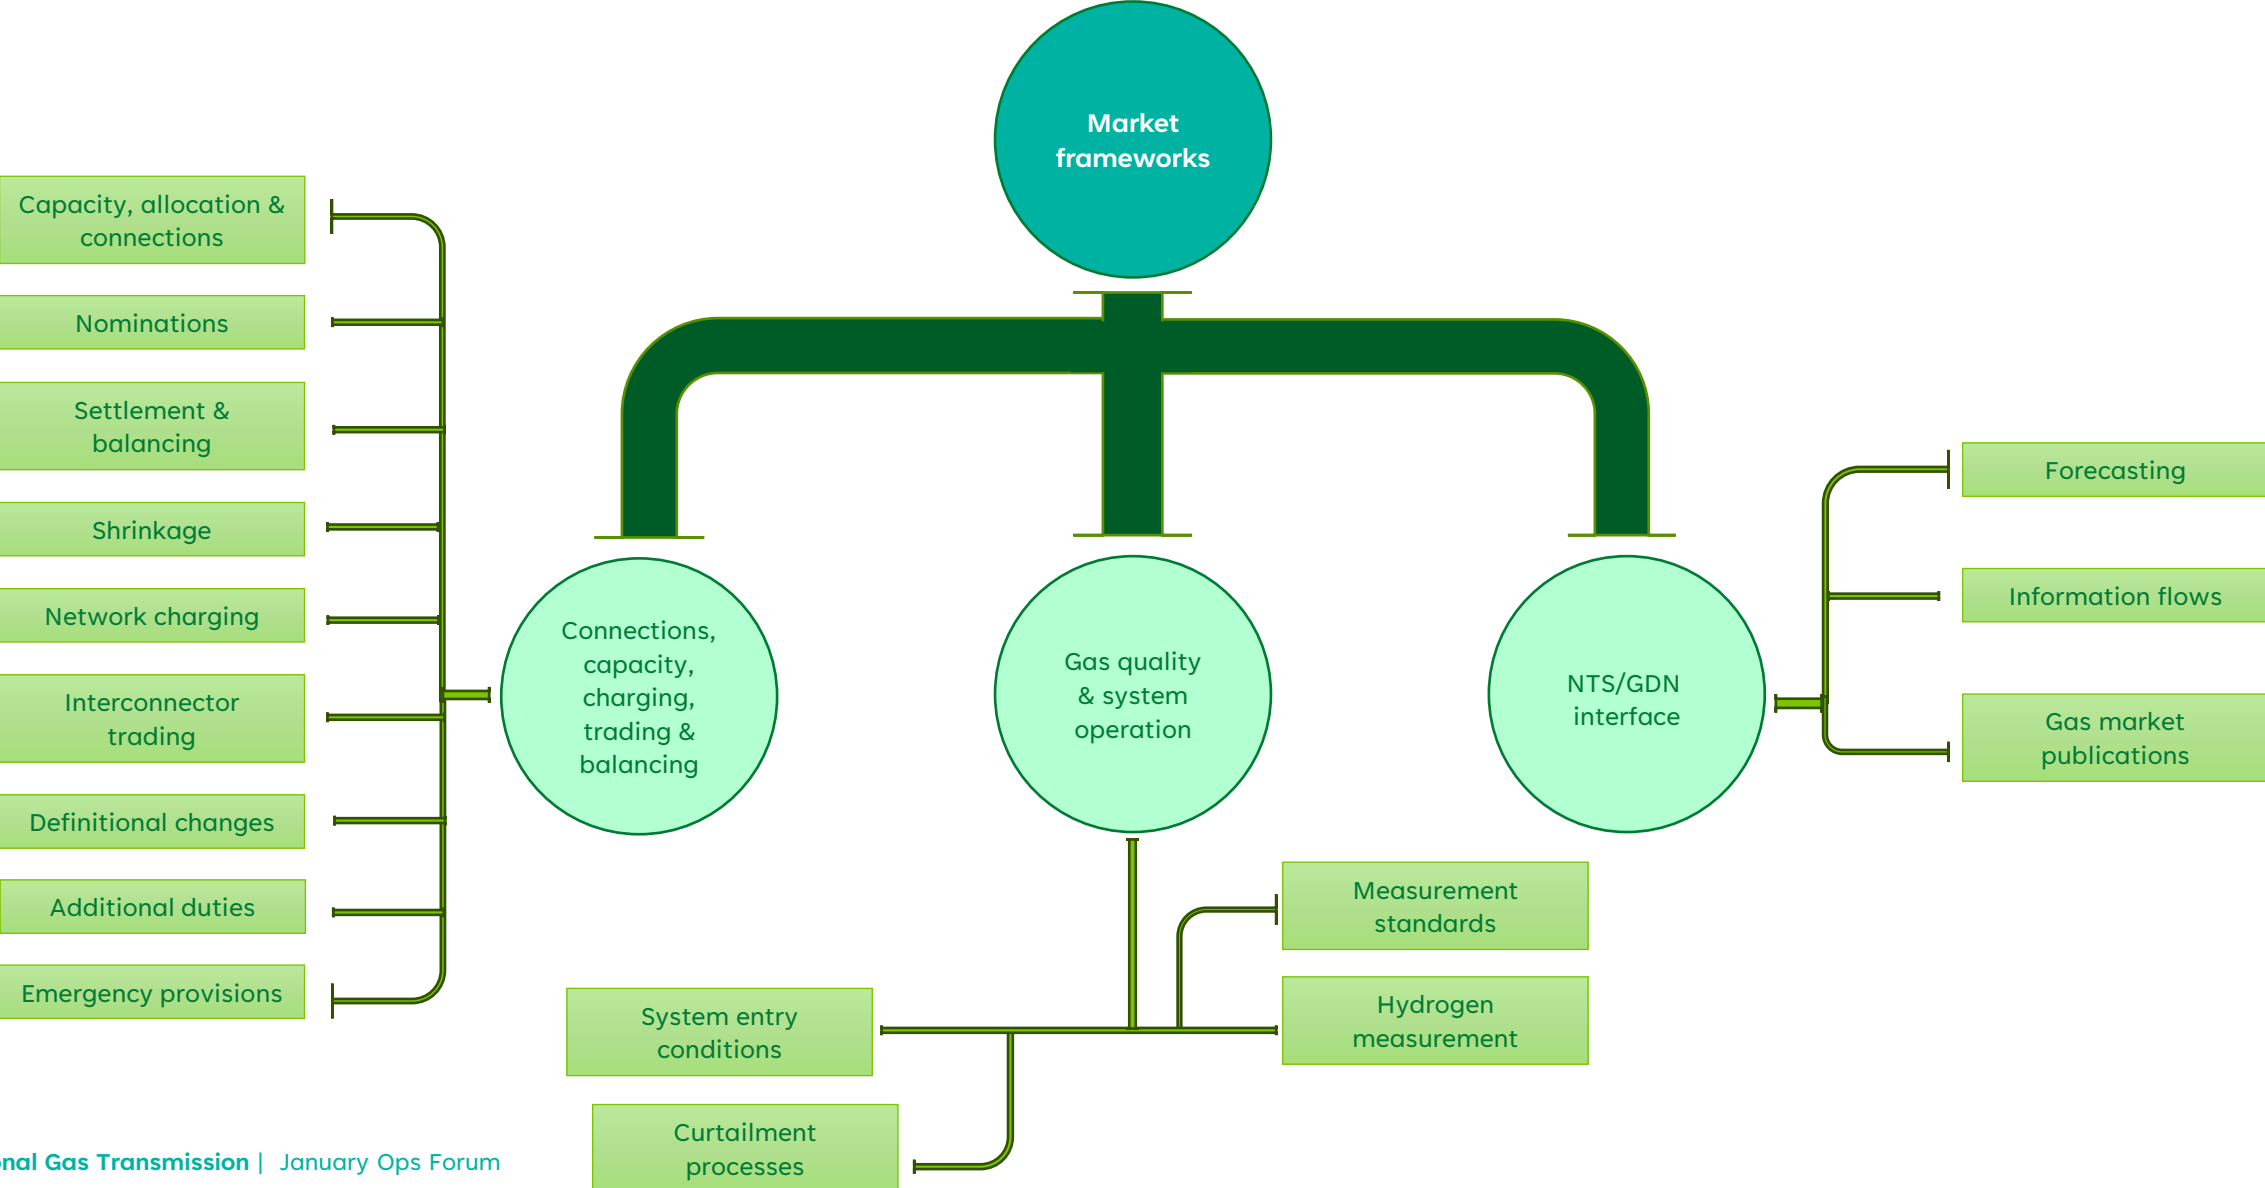 Market
frameworks
Capacity, allocation &
connections
Nominations
Settlement &
balancing
Shrinkage
Network charging
Interconnector
trading
Definitional changes
Additional duties
Emergency provisions
Connections,
capacity,
charging,
trading &
balancing
Gas quality
& system
operation
NTS/GDN
interface
Forecasting
Information flows
Gas market
publications
Measurement
standards
Hydrogen
measurement
System entry
conditions
Curtailment
processes
Gas Transmission | January Ops Forum